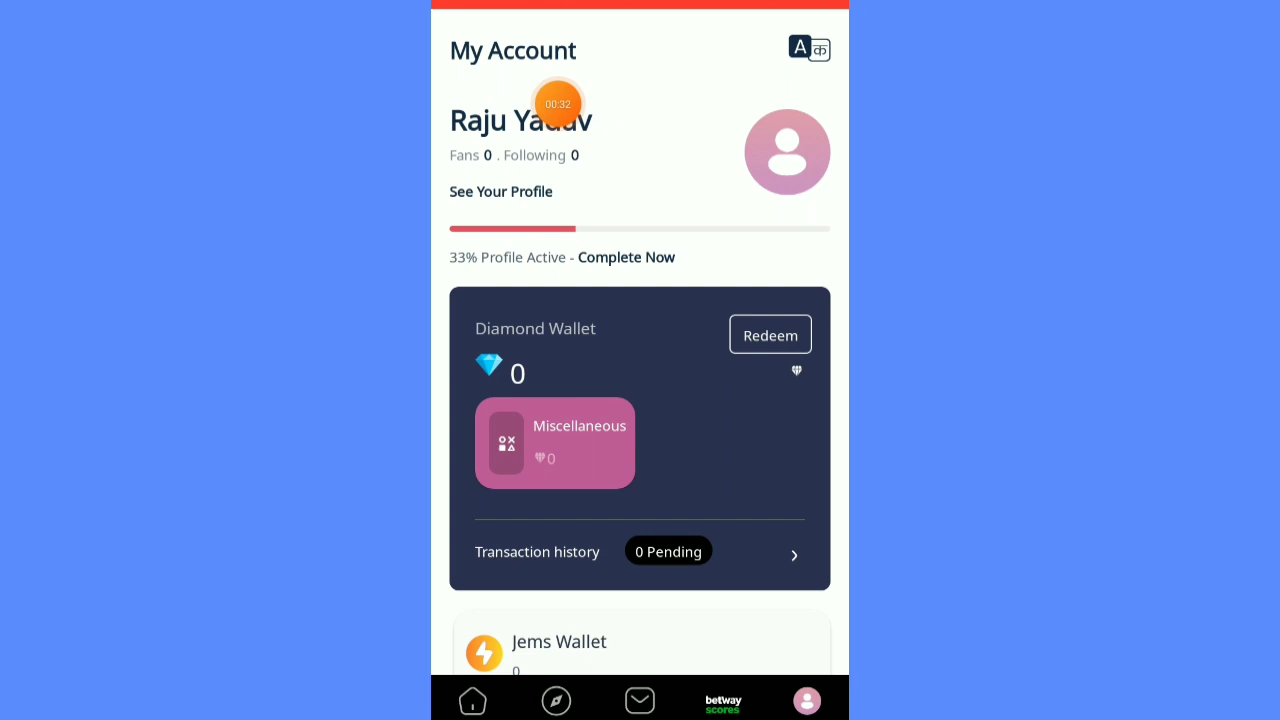 My Account
A क
00:32
Raju Yadav
Fans 0 . Following 0
See Your Profile
33% Profile Active - Complete Now
Diamond Wallet
Redeem
0
Miscellaneous
0
Transaction history 0 Pending
Jems Wallet
0
betway
scores